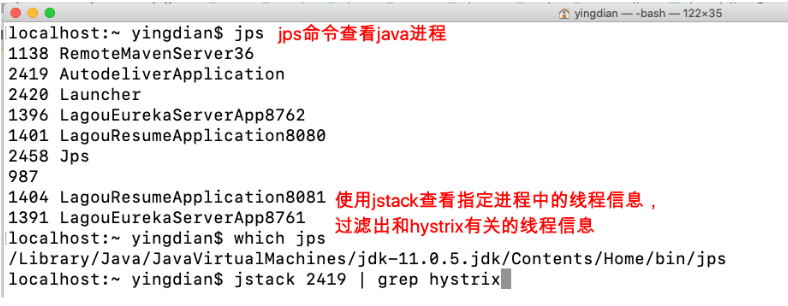 yingdian — -bash — 122×35
localhost:~ yingdian$ jps jps命令查看java进程
1138 RemoteMavenServer36
2419 AutodeliverApplication
2420 Launcher
1396 LagouEurekaServerApp8762
1401 LagouResumeApplication8080
2458 Jps
987
1404 LagouResumeApplication8081 使用jstack查看指定进程中的线程信息，
1391 LagouEurekaServerApp8761 过滤出和hystrix有关的线程信息
localhost:~ yingdian$ which jps
/Library/Java/JavaVirtualMachines/jdk-11.0.5.jdk/Contents/Home/bin/jps
localhost:~ yingdian$ jstack 2419 | grep hystrix